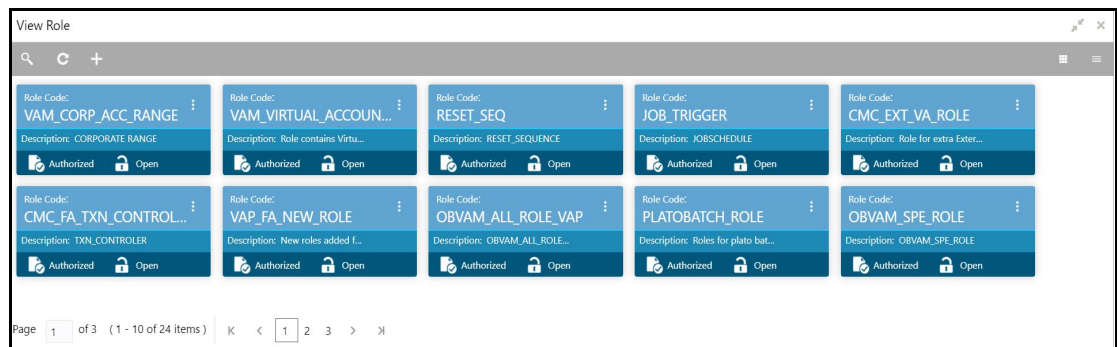 View Role
Role Code: Role Code: Role Code: Role Code: Role Code:
VAM_CORP_ACC_RANGE VAM_VIRTUAL_ACCOUN... RESET_SEQ JOB_TRIGGER CMC_EXT_VA_ROLE
Description: CORPORATE RANGE Description: Role contains Virtu... Description: RESET_SEQUENCE Description: JOBSCHEDULE Description: Role for extra Exter...
Authorized Open Authorized Open Authorized Open Authorized Open Authorized Open
Role Code: Role Code: Role Code: Role Code: Role Code:
CMC_FA_TXN_CONTROL... VAP_FA_NEW_ROLE OBVAM_ALL_ROLE_VAP PLATOBATCH_ROLE OBVAM_SPE_ROLE
Description: TXN_CONTROLER Description: New roles added f... Description: OBVAM_ALL_ROLE... Description: Roles for plato bat... Description: OBVAM_SPE_ROLE
Authorized Open Authorized Open Authorized Open Authorized Open Authorized Open
Page 1 of 3 (1 - 10 of 24 items) 1 2 3